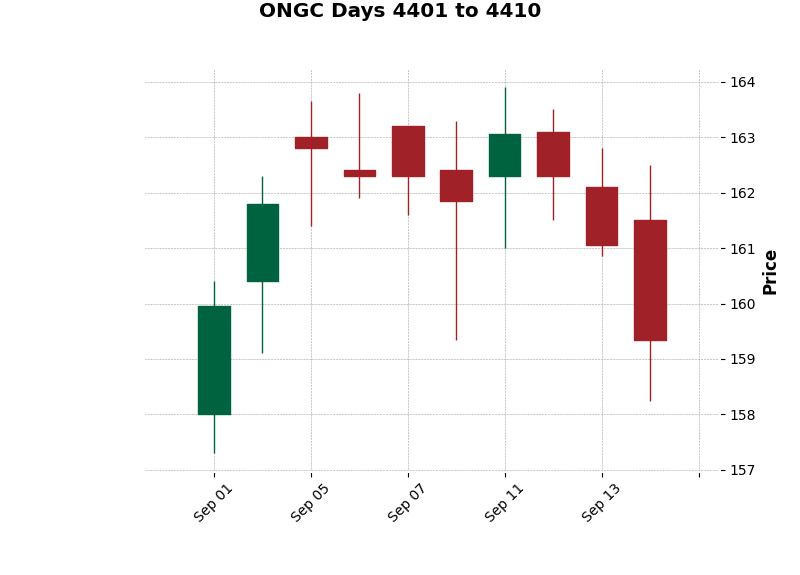 ONGC Days 4401 to 4410
164
163
162
161
160
159
158
157
Price
Sep 01
Sep 05
Sep 07
Sep 11
Sep 13